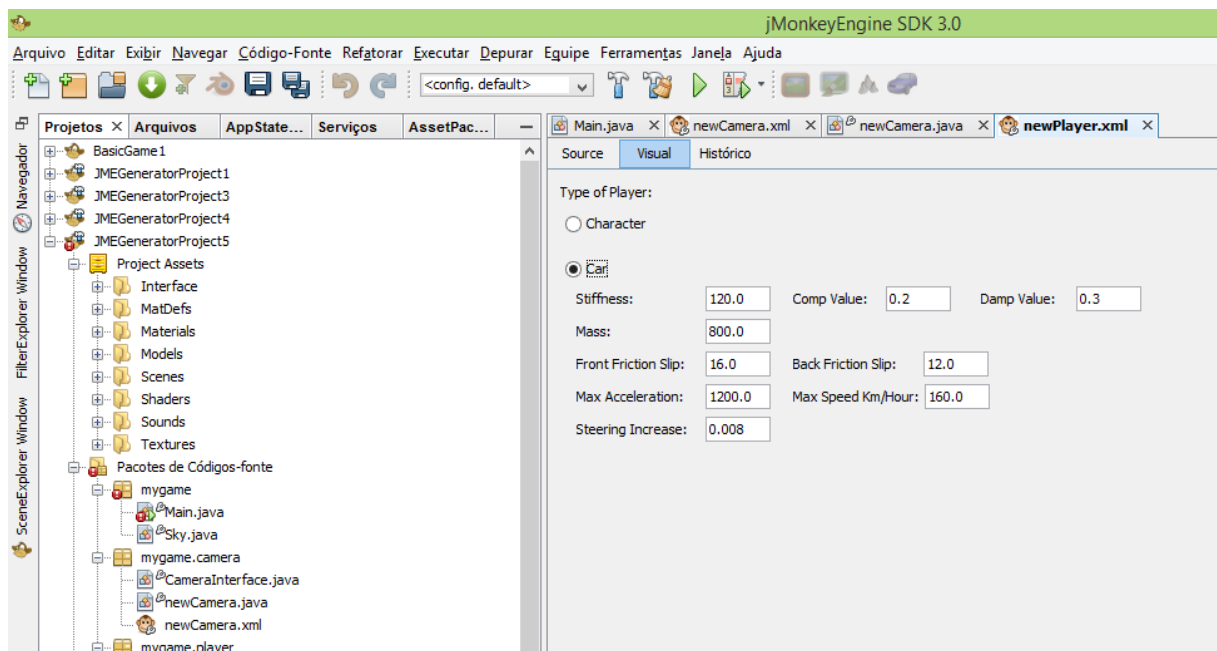 jMonkeyEngine SDK 3.0
Arquivo Editar Exibir Navegar Código-Fonte Refatorar Executar Depurar Equipe Ferramentas Janela Ajuda
<config. default>
Projetos Arquivos AppState... Serviços AssetPac...
Navegador
FilterExplorer Window
SceneExplorer Window
BasicGame1
JMEGeneratorProject1
JMEGeneratorProject3
JMEGeneratorProject4
JMEGeneratorProject5
Project Assets
Interface
MatDefs
Materials
Models
Scenes
Shaders
Sounds
Textures
Pacotes de Códigos-fonte
mygame
Main.java
Sky.java
mygame.camera
CameraInterface.java
newCamera.java
newCamera.xml
mygame.player
Main.java newCamera.xml newCamera.java newPlayer.xml
Source Visual Histórico
Type of Player:
Character
Car
Stiffness: 120.0 Comp Value: 0.2 Damp Value: 0.3
Mass: 800.0
Front Friction Slip: 16.0 Back Friction Slip: 12.0
Max Acceleration: 1200.0 Max Speed Km/Hour: 160.0
Steering Increase: 0.008